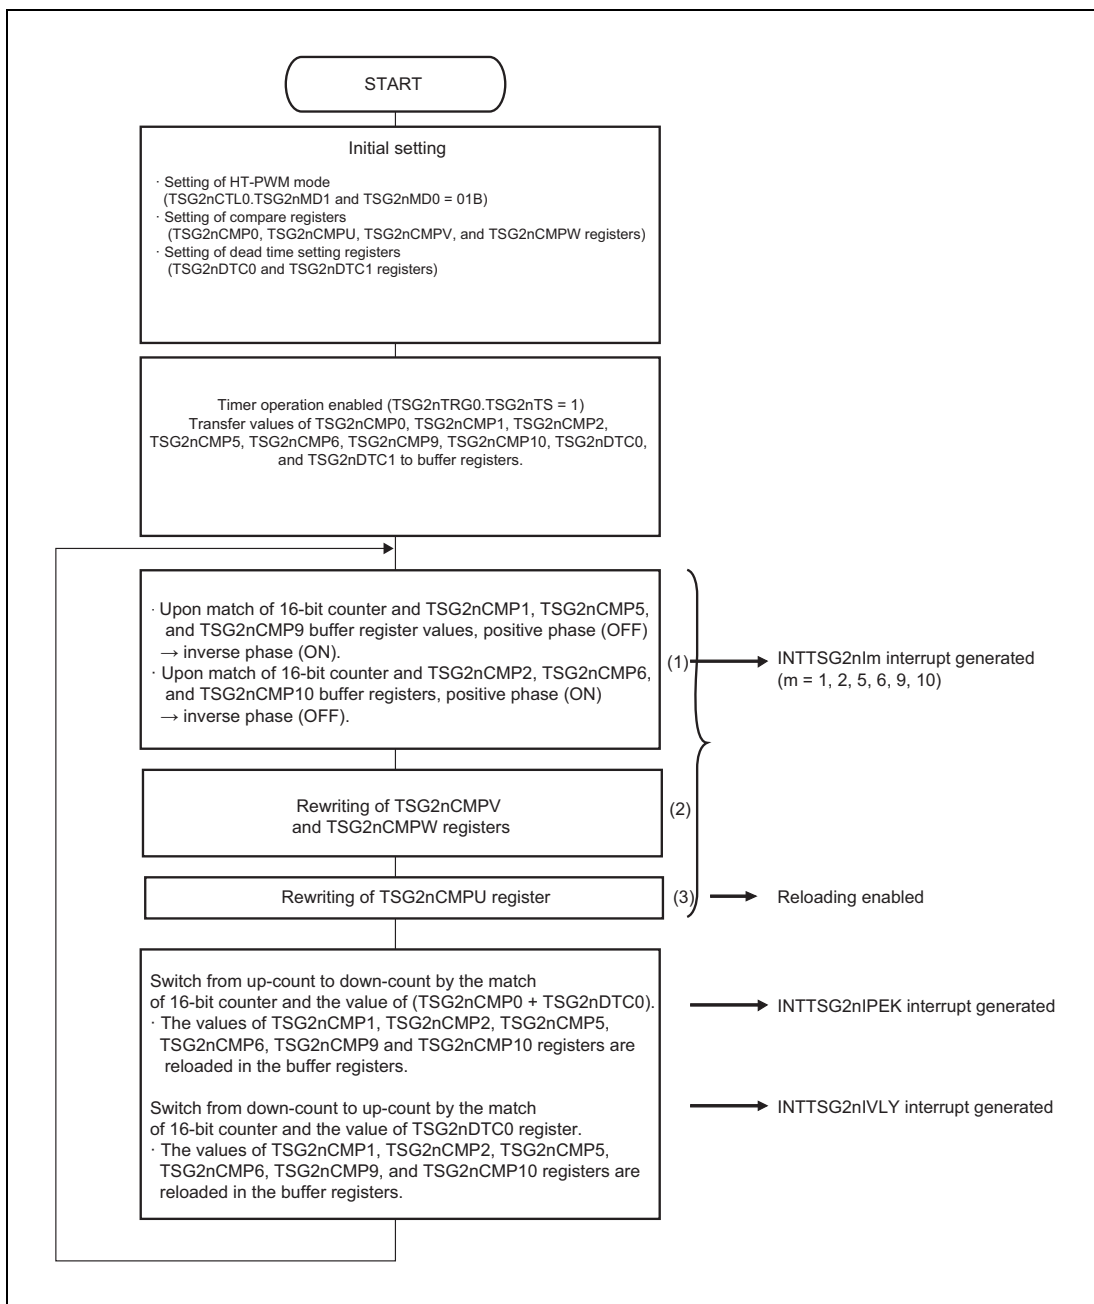 START
Initial setting
· Setting of HT-PWM mode
(TSG2nCTL0.TSG2nMD1 and TSG2nMD0 = 01B)
· Setting of compare registers
(TSG2nCMP0, TSG2nCMPU, TSG2nCMPV, and TSG2nCMPW registers)
· Setting of dead time setting registers
(TSG2nDTC0 and TSG2nDTC1 registers)
Timer operation enabled (TSG2nTRG0.TSG2nTS = 1)
Transfer values of TSG2nCMP0, TSG2nCMP1, TSG2nCMP2,
TSG2nCMP5, TSG2nCMP6, TSG2nCMP9, TSG2nCMP10, TSG2nDTC0,
and TSG2nDTC1 to buffer registers.
· Upon match of 16-bit counter and TSG2nCMP1, TSG2nCMP5,
and TSG2nCMP9 buffer register values, positive phase (OFF)
→ inverse phase (ON).
· Upon match of 16-bit counter and TSG2nCMP2, TSG2nCMP6,
and TSG2nCMP10 buffer registers, positive phase (ON)
→ inverse phase (OFF).
(1)
INTTSG2nIm interrupt generated
(m = 1, 2, 5, 6, 9, 10)
Rewriting of TSG2nCMPV
and TSG2nCMPW registers
(2)
Rewriting of TSG2nCMPU register
(3)
Reloading enabled
Switch from up-count to down-count by the match
of 16-bit counter and the value of (TSG2nCMP0 + TSG2nDTC0).
· The values of TSG2nCMP1, TSG2nCMP2, TSG2nCMP5,
TSG2nCMP6, TSG2nCMP9 and TSG2nCMP10 registers are
reloaded in the buffer registers.
INTTSG2nIPEK interrupt generated
Switch from down-count to up-count by the match
of 16-bit counter and the value of TSG2nDTC0 register.
· The values of TSG2nCMP1, TSG2nCMP2, TSG2nCMP5,
TSG2nCMP6, TSG2nCMP9, and TSG2nCMP10 registers are
reloaded in the buffer registers.
INTTSG2nIVLY interrupt generated